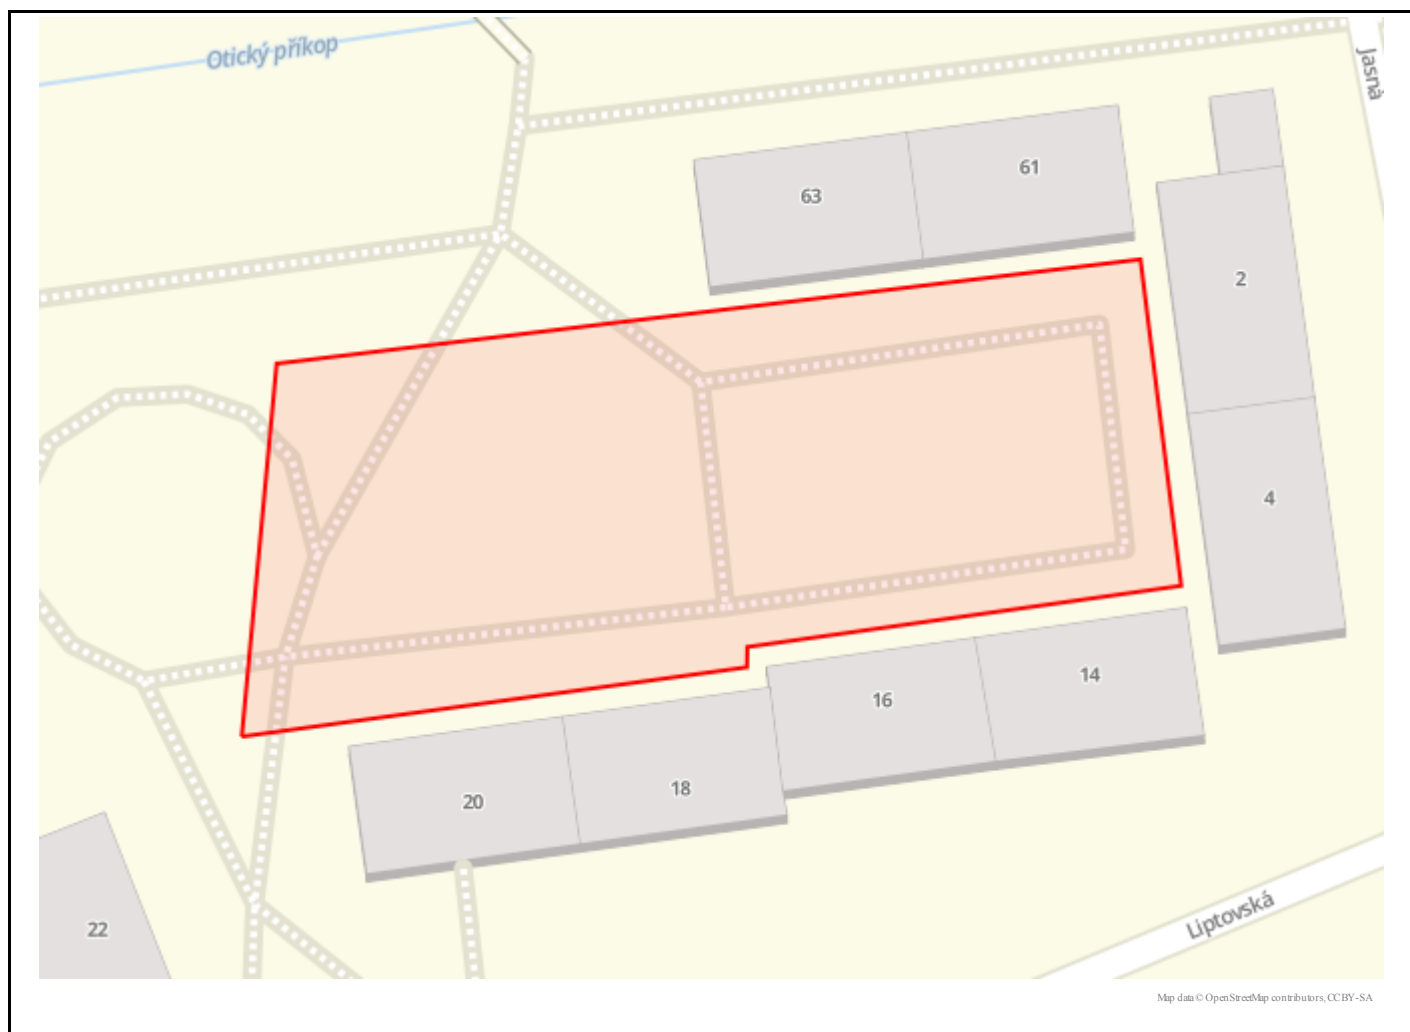 Otický příkop
Jasná
61
63
2
4
14
16
18
20
22
Liptovská
Map data © OpenStreetMap contributors, CC BY-SA